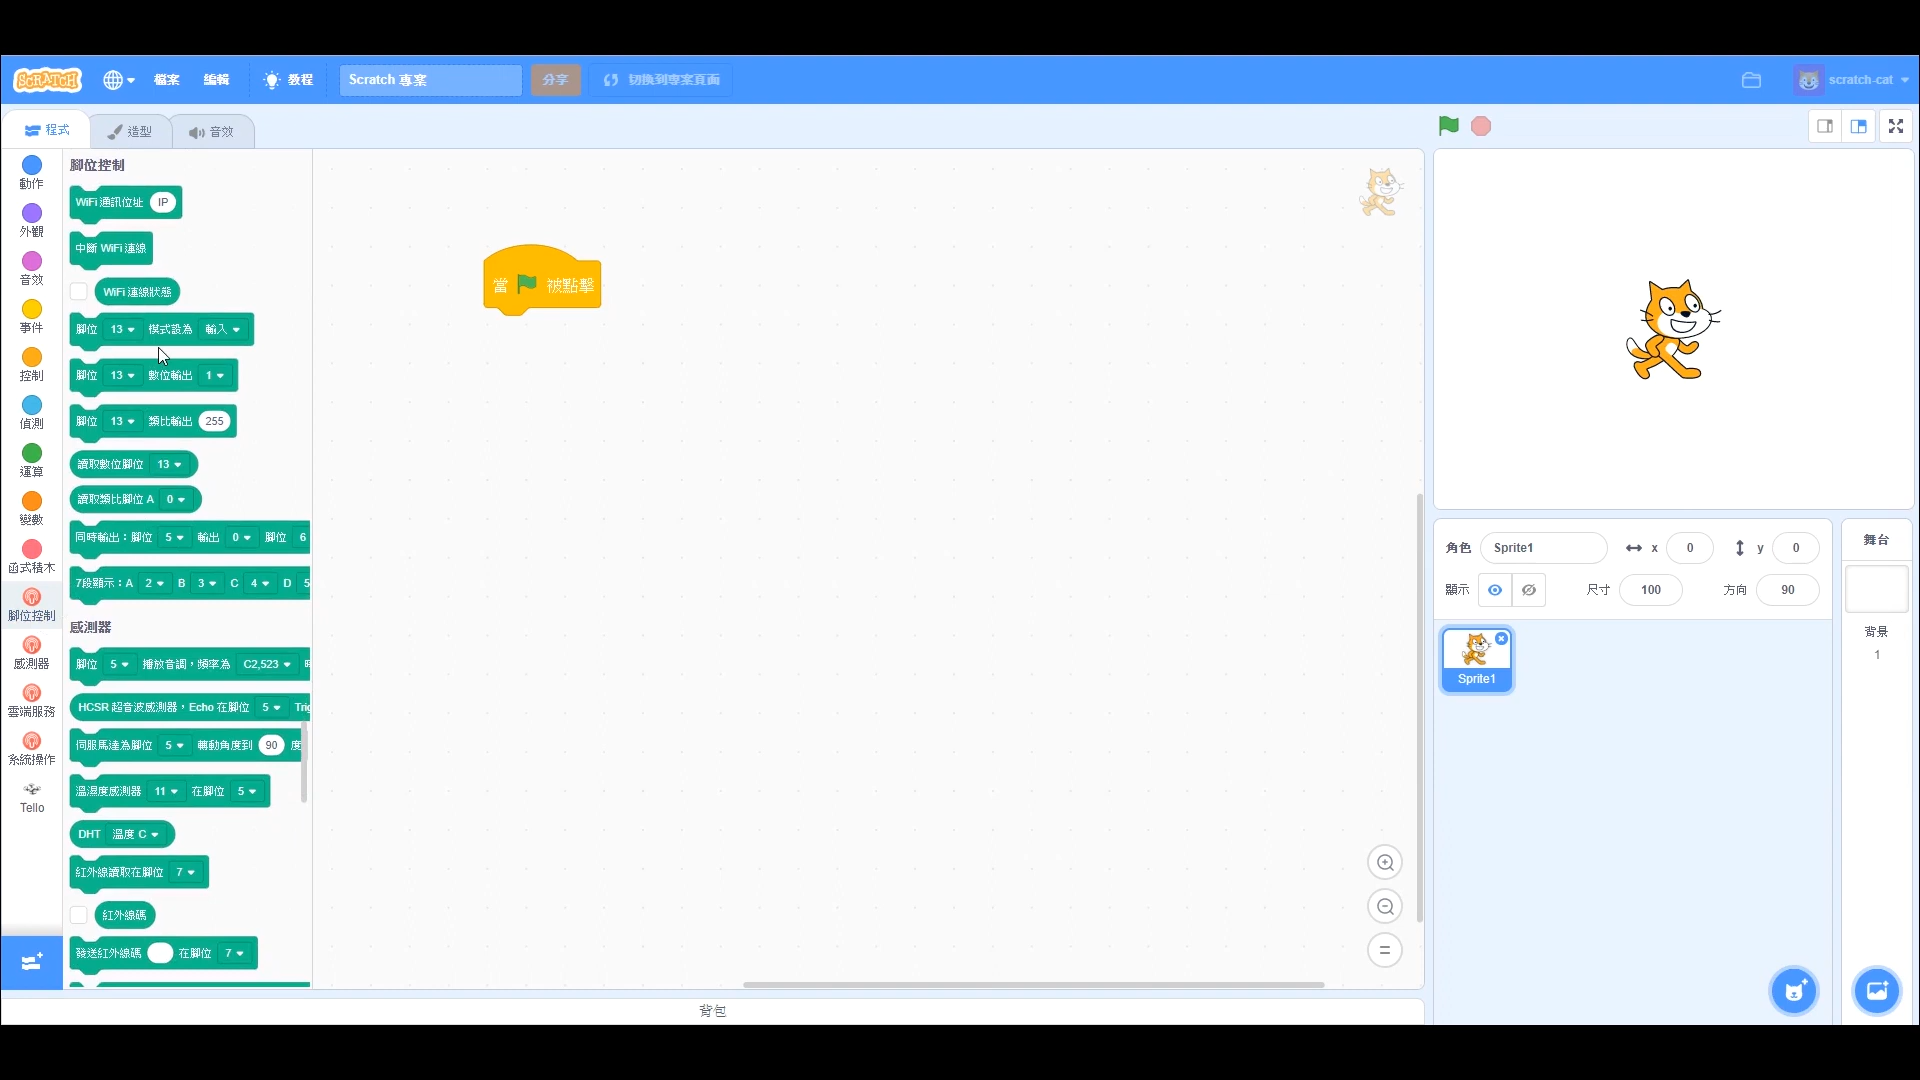 SCRATCH 檔案 編輯 教程 Scratch 專案 分享 切換到專案頁面 scratch-cat
程式 造型 音效
動作
外觀
音效
事件
控制
偵測
運算
變數
函式積木
腳位控制
感測器
雲端服務
系統操作
Tello
腳位控制
WiFi 通訊位址 IP
中斷 WiFi 連線
WiFi 連線狀態
腳位 13 模式設為 輸入
腳位 13 數位輸出 1
腳位 13 類比輸出 255
讀取數位腳位 13
讀取類比腳位 A 0
同時輸出：腳位 5 輸出 0 腳位 6
7段顯示：A 2 B 3 C 4 D 5
感測器
腳位 5 播放音調，頻率為 C2,523
HCSR 超音波感測器，Echo 在腳位 5 Trig
伺服馬達為腳位 5 轉動角度到 90 度
溫濕度感測器 11 在腳位 5
DHT 溫度 C
紅外線讀取在腳位 7
紅外線碼
發送紅外線碼 在腳位 7
當 被點擊
背包
角色 Sprite1 x 0 y 0
顯示 尺寸 100 方向 90
Sprite1
舞台
背景
1